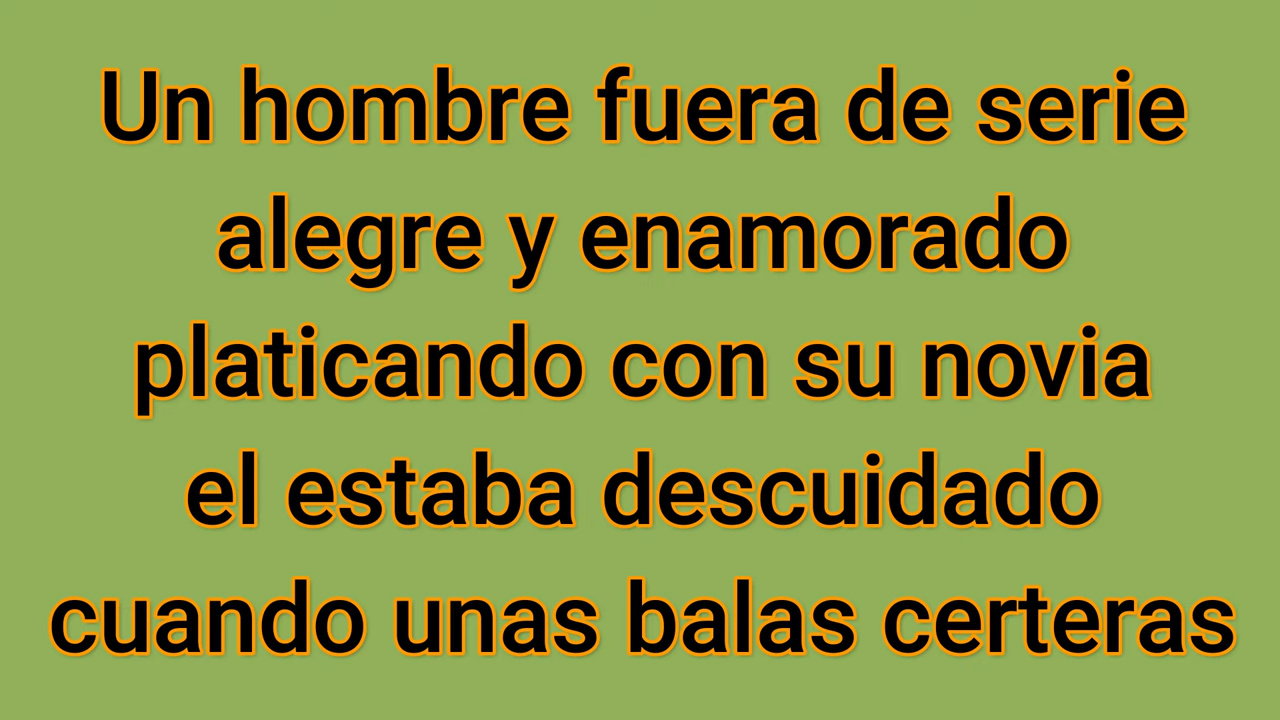 Un hombre fuera de serie
alegre y enamorado
platicando con su novia
el estaba descuidado
cuando unas balas certeras